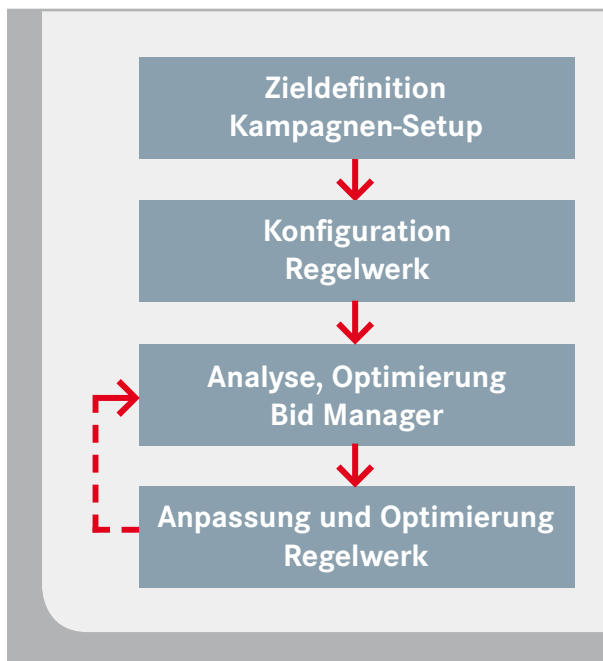 Zieldefinition
Kampagnen-Setup
Konfiguration
Regelwerk
Analyse, Optimierung
Bid Manager
Anpassung und Optimierung
Regelwerk